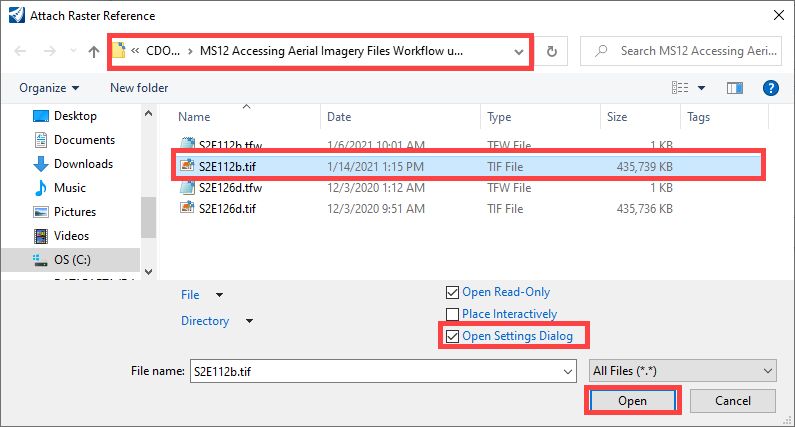 Attach Raster Reference
« CDO... > MS12 Accessing Aerial Imagery Files Workflow u...
Search MS12 Accessing Aeri...
Organize
New folder
Name Date Type Size Tags
S2E112b.tfw 1/6/2021 10:01 AM TFW File 1 KB
S2E112b.tif 1/14/2021 1:15 PM TIF File 435,739 KB
S2E126d.tfw 12/3/2020 1:12 AM TFW File 1 KB
S2E126d.tif 12/3/2020 9:51 AM TIF File 435,736 KB
Desktop
Documents
Downloads
Music
Pictures
Videos
OS (C:)
File
Directory
Open Read-Only
Place Interactively
Open Settings Dialog
File name: S2E112b.tif
All Files (*.*)
Open
Cancel